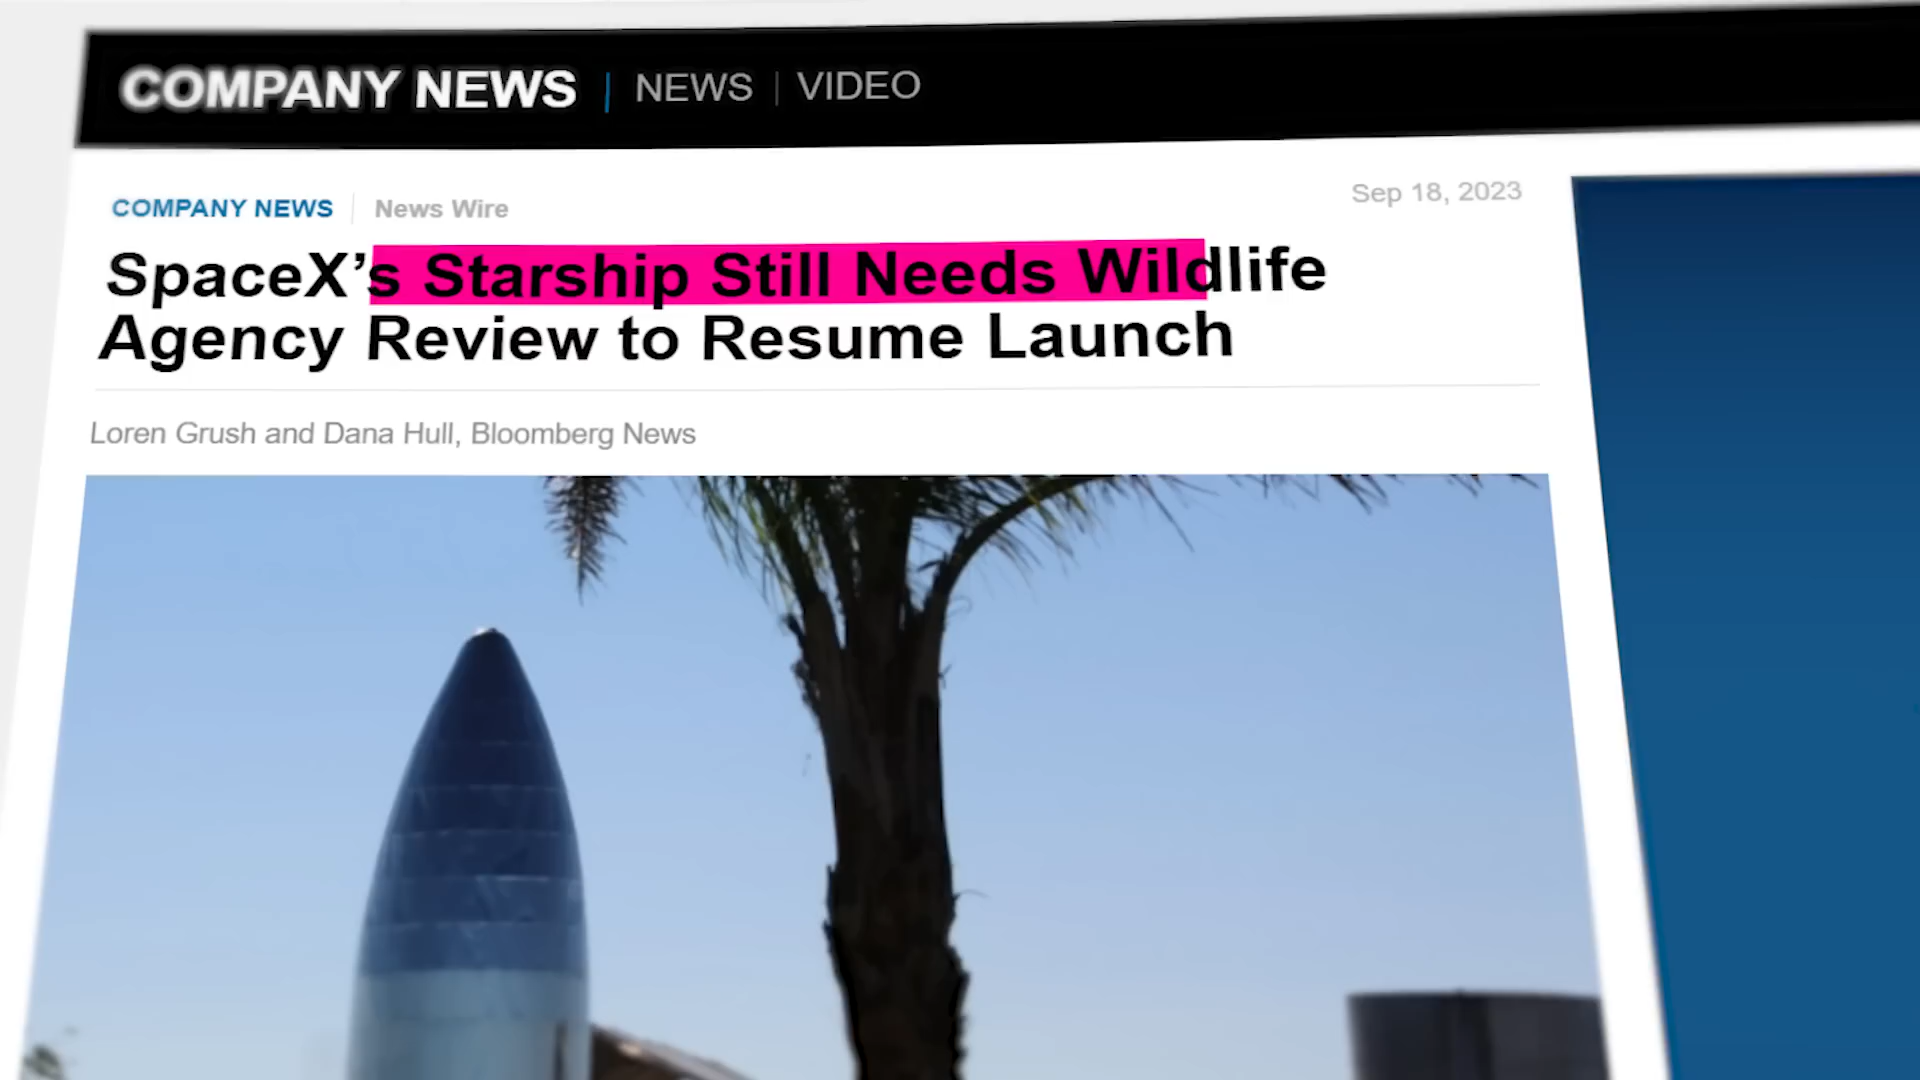 COMPANY NEWS | NEWS | VIDEO
COMPANY NEWS | News Wire
Sep 18, 2023
SpaceX’s Starship Still Needs Wildlife
Agency Review to Resume Launch
Loren Grush and Dana Hull, Bloomberg News